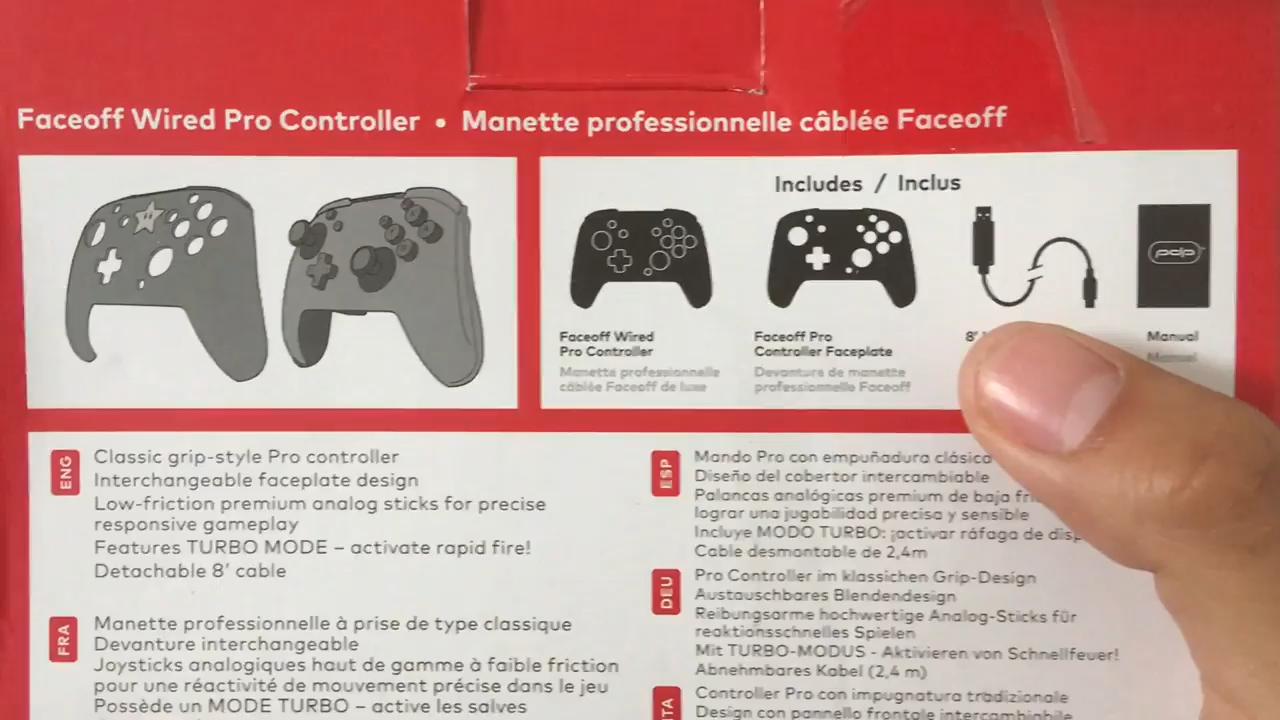 Faceoff Wired Pro Controller • Manette professionnelle câblée Faceoff
Includes / Inclus
pdp
Faceoff Wired
Pro Controller
Manette professionnelle
câblée Faceoff de luxe
Faceoff Pro
Controller Faceplate
Devanture de manette
professionnelle Faceoff
8'
Manual
Manuel
ENG
Classic grip-style Pro controller
Interchangeable faceplate design
Low-friction premium analog sticks for precise
responsive gameplay
Features TURBO MODE – activate rapid fire!
Detachable 8' cable
FRA
Manette professionnelle à prise de type classique
Devanture interchangeable
Joysticks analogiques haut de gamme à faible friction
pour une réactivité de mouvement précise dans le jeu
Possède un MODE TURBO – active les salves
ESP
Mando Pro con empuñadura clásica
Diseño del cobertor intercambiable
Palancas analógicas premium de baja
lograr una jugabilidad precisa y sensible
Incluye MODO TURBO: ¡activar ráfaga de
Cable desmontable de 2,4m
DEU
Pro Controller im klassichen Grip-Design
Austauschbares Blendendesign
Reibungsarme hochwertige Analog-Sticks für
reaktionsschnelles Spielen
Mit TURBO-MODUS - Aktivieren von Schnellfeuer!
Abnehmbares Kabel (2,4 m)
ITA
Controller Pro con impugnatura tradizionale
Design con pannello frontale intercambiabile